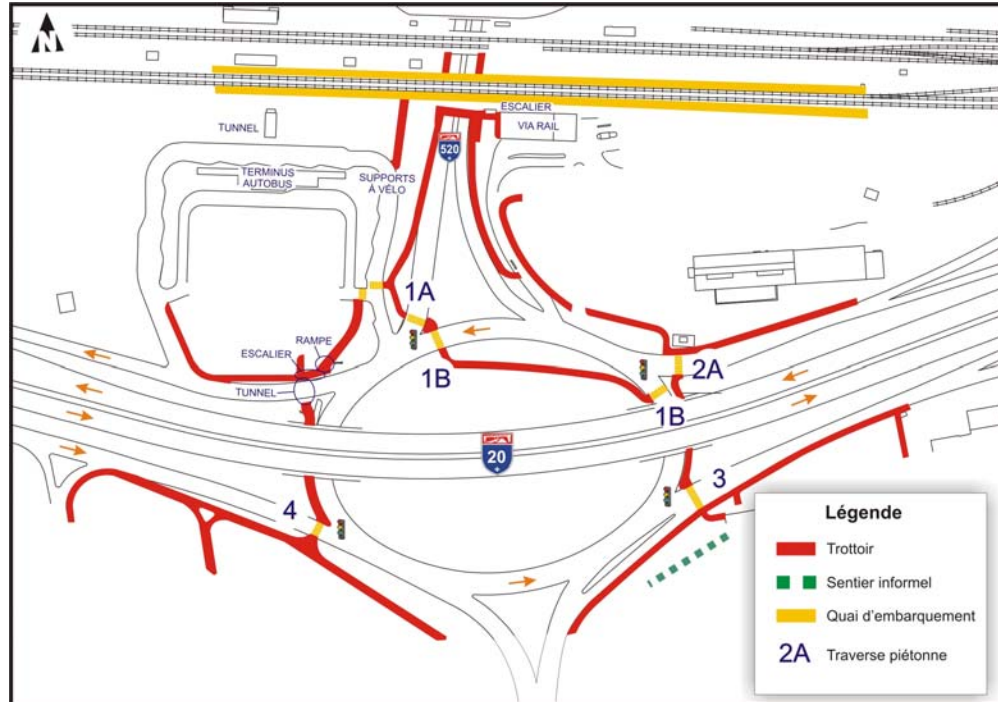 N
ESCALIER
TUNNEL
VIA RAIL
520
TERMINUS
AUTOBUS
SUPPORTS
À VÉLO
1A
RAMPE
ESCALIER
1B
2A
TUNNEL
1B
20
3
4
Légende
Trottoir
Sentier informel
Quai d'embarquement
2A Traverse piétonne